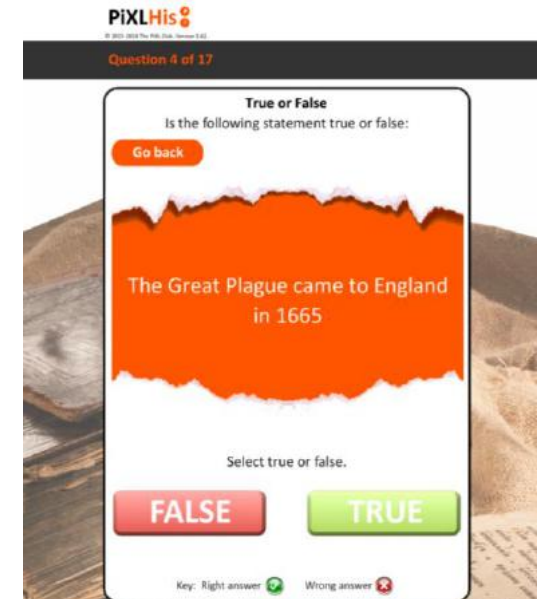 PiXLHis
Question 4 of 17
True or False
Is the following statement true or false:
Go back
The Great Plague came to England
in 1665
Select true or false.
FALSE
TRUE
Key: Right answer
Wrong answer